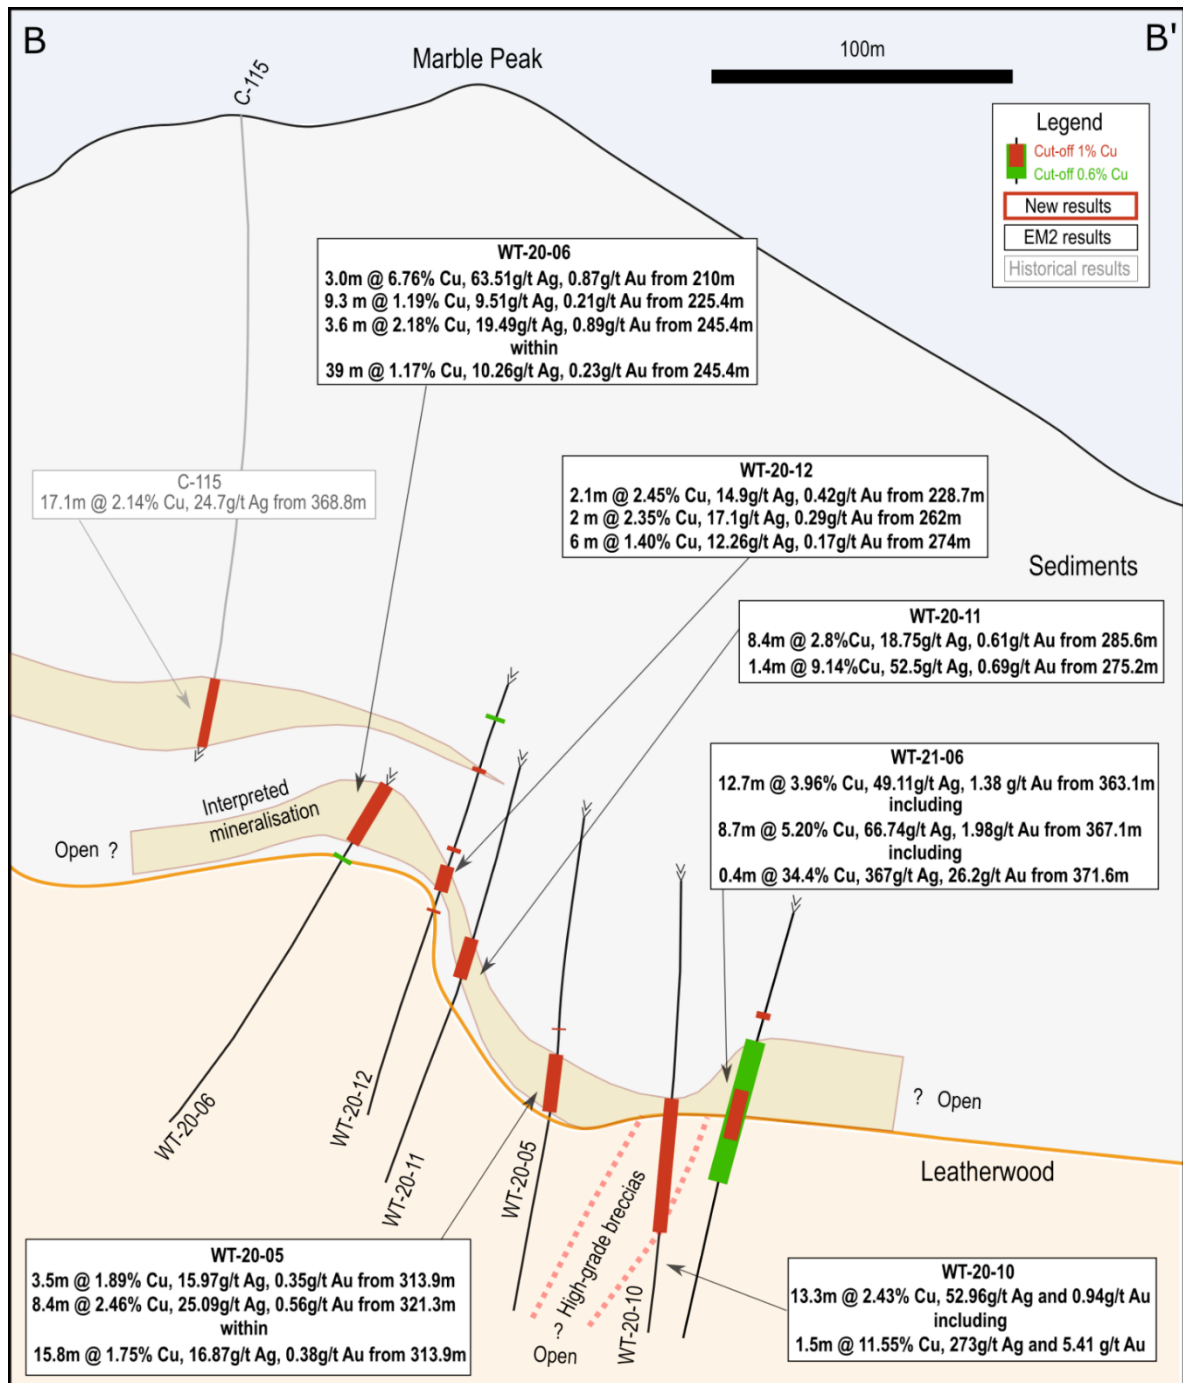 B
B'
Marble Peak
100m
C-115
Legend
Cut-off 1% Cu
Cut-off 0.6% Cu
New results
EM2 results
Historical results
WT-20-06
3.0m @ 6.76% Cu, 63.51g/t Ag, 0.87g/t Au from 210m
9.3 m @ 1.19% Cu, 9.51g/t Ag, 0.21g/t Au from 225.4m
3.6 m @ 2.18% Cu, 19.49g/t Ag, 0.89g/t Au from 245.4m
within
39 m @ 1.17% Cu, 10.26g/t Ag, 0.23g/t Au from 245.4m
C-115
17.1m @ 2.14% Cu, 24.7g/t Ag from 368.8m
WT-20-12
2.1m @ 2.45% Cu, 14.9g/t Ag, 0.42g/t Au from 228.7m
2 m @ 2.35% Cu, 17.1g/t Ag, 0.29g/t Au from 262m
6 m @ 1.40% Cu, 12.26g/t Ag, 0.17g/t Au from 274m
Sediments
WT-20-11
8.4m @ 2.8%Cu, 18.75g/t Ag, 0.61g/t Au from 285.6m
1.4m @ 9.14%Cu, 52.5g/t Ag, 0.69g/t Au from 275.2m
WT-21-06
12.7m @ 3.96% Cu, 49.11g/t Ag, 1.38 g/t Au from 363.1m
including
8.7m @ 5.20% Cu, 66.74g/t Ag, 1.98g/t Au from 367.1m
including
0.4m @ 34.4% Cu, 367g/t Ag, 26.2g/t Au from 371.6m
Interpreted
mineralisation
Open ?
? Open
WT-20-06
WT-20-12
WT-20-11
WT-20-05
WT-20-10
High-grade breccias
?
Open
Leatherwood
WT-20-05
3.5m @ 1.89% Cu, 15.97g/t Ag, 0.35g/t Au from 313.9m
8.4m @ 2.46% Cu, 25.09g/t Ag, 0.56g/t Au from 321.3m
within
15.8m @ 1.75% Cu, 16.87g/t Ag, 0.38g/t Au from 313.9m
WT-20-10
13.3m @ 2.43% Cu, 52.96g/t Ag and 0.94g/t Au
including
1.5m @ 11.55% Cu, 273g/t Ag and 5.41 g/t Au